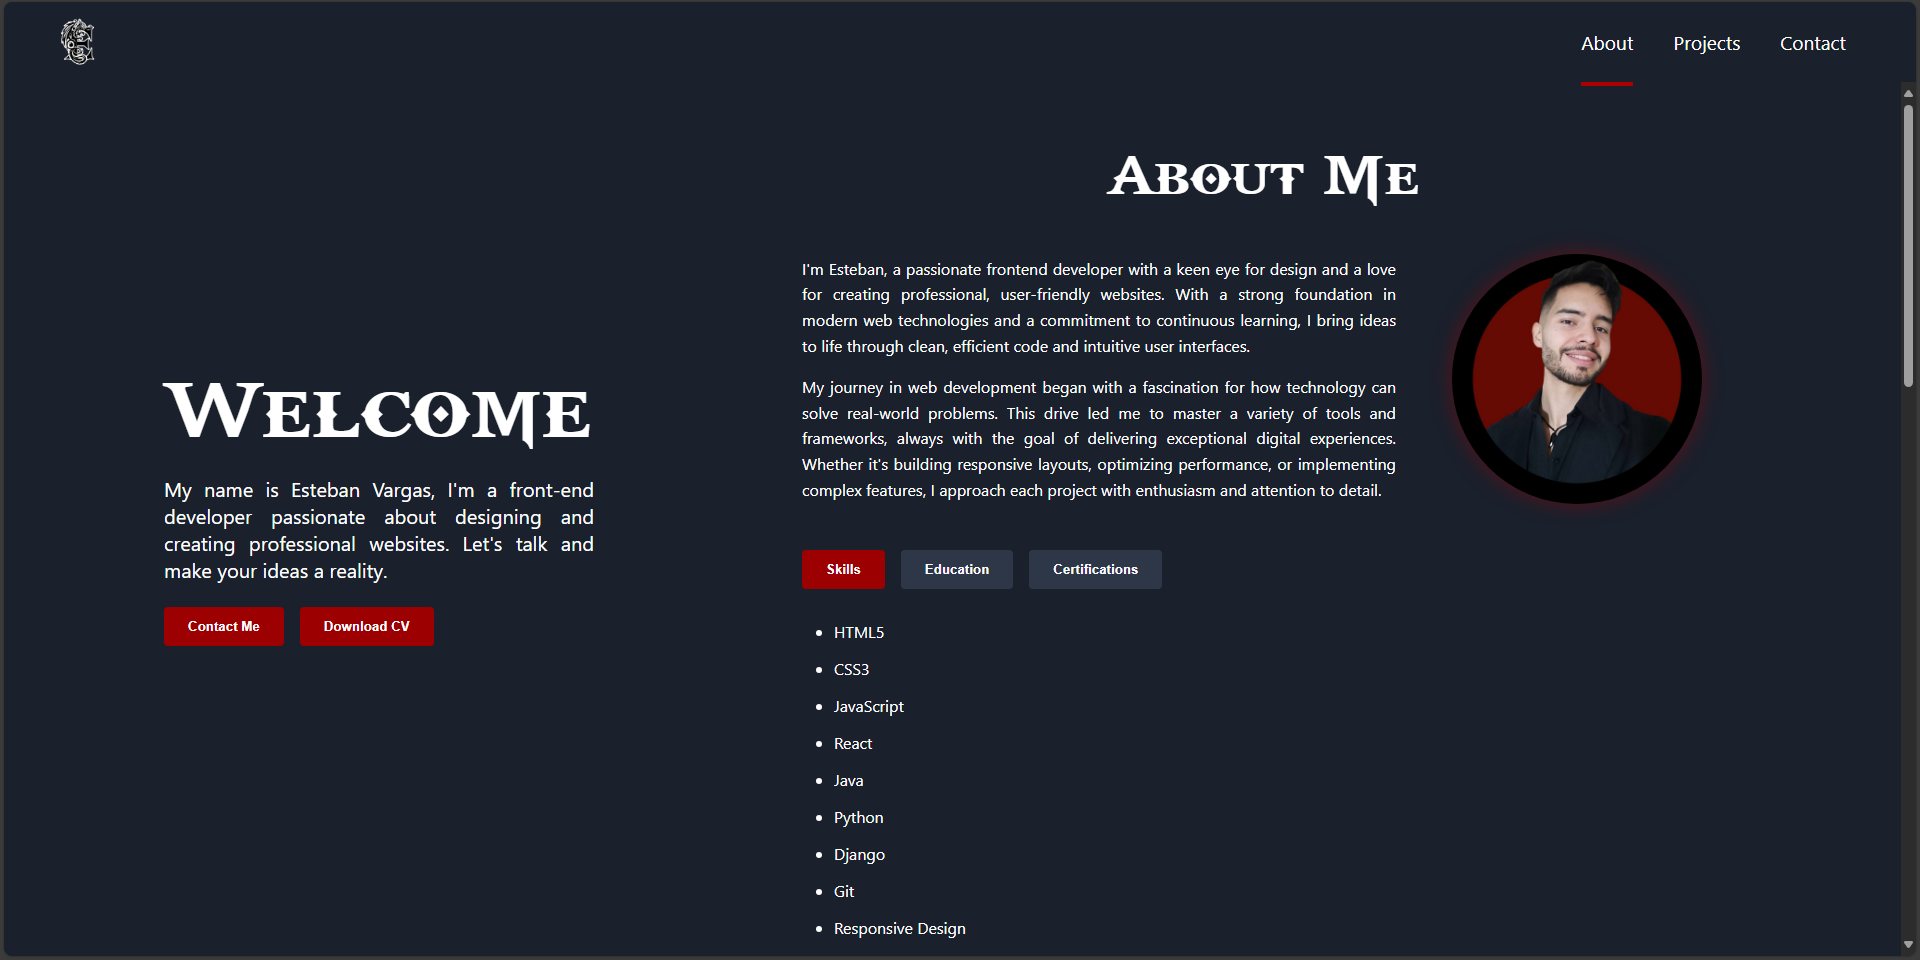 About Projects Contact
Welcome
My name is Esteban Vargas, I'm a front-end
developer passionate about designing and
creating professional websites. Let's talk and
make your ideas a reality.
Contact Me Download CV
About Me
I'm Esteban, a passionate frontend developer with a keen eye for design and a love
for creating professional, user-friendly websites. With a strong foundation in
modern web technologies and a commitment to continuous learning, I bring ideas
to life through clean, efficient code and intuitive user interfaces.
My journey in web development began with a fascination for how technology can
solve real-world problems. This drive led me to master a variety of tools and
frameworks, always with the goal of delivering exceptional digital experiences.
Whether it's building responsive layouts, optimizing performance, or implementing
complex features, I approach each project with enthusiasm and attention to detail.
Skills Education Certifications
HTML5
CSS3
JavaScript
React
Java
Python
Django
Git
Responsive Design